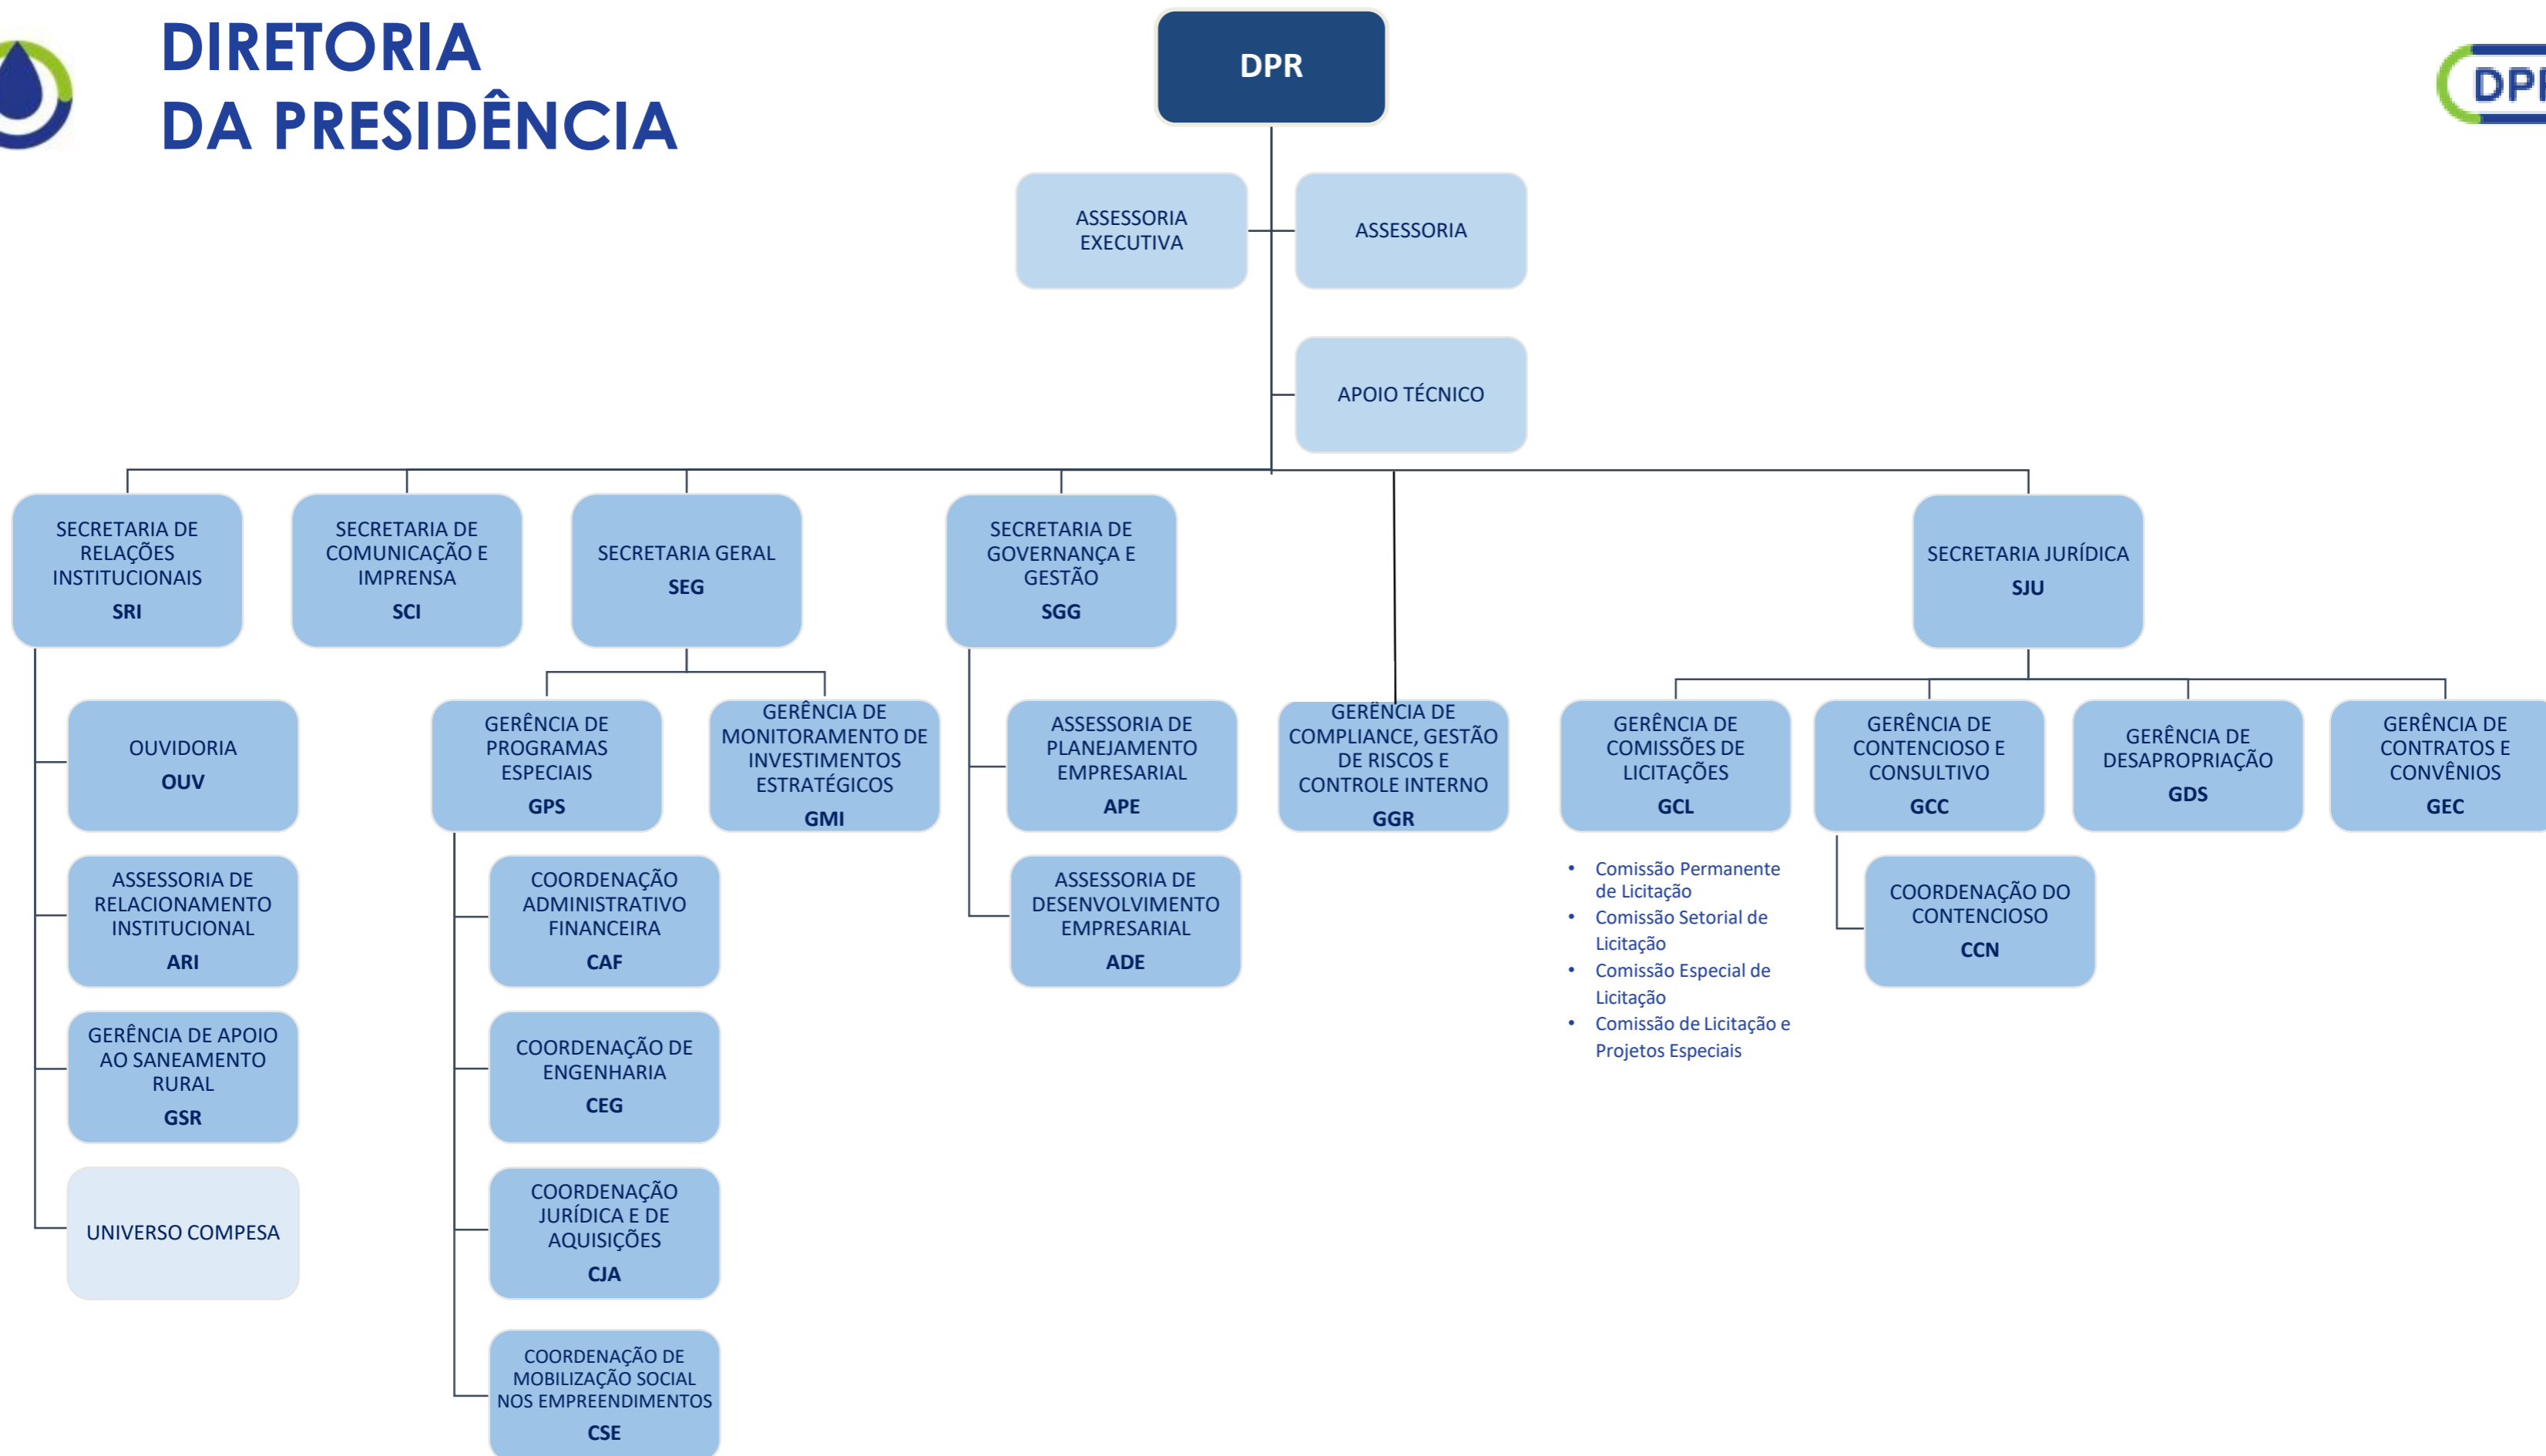 DIRETORIA
DA PRESIDÊNCIA
DPR
ASSESSORIA
EXECUTIVA
ASSESSORIA
APOIO TÉCNICO
SECRETARIA DE
RELAÇÕES
INSTITUCIONAIS
SRI
SECRETARIA DE
COMUNICAÇÃO E
IMPRENSA
SCI
SECRETARIA GERAL
SEG
SECRETARIA DE
GOVERNANÇA E
GESTÃO
SGG
SECRETARIA JURÍDICA
SJU
OUVIDORIA
OUV
ASSESSORIA DE
RELACIONAMENTO
INSTITUCIONAL
ARI
GERÊNCIA DE APOIO
AO SANEAMENTO
RURAL
GSR
UNIVERSO COMPESA
GERÊNCIA DE
PROGRAMAS
ESPECIAIS
GPS
GERÊNCIA DE
MONITORAMENTO DE
INVESTIMENTOS
ESTRATÉGICOS
GMI
COORDENAÇÃO
ADMINISTRATIVO
FINANCEIRA
CAF
COORDENAÇÃO DE
ENGENHARIA
CEG
COORDENAÇÃO
JURÍDICA E DE
AQUISIÇÕES
CJA
COORDENAÇÃO DE
MOBILIZAÇÃO SOCIAL
NOS EMPREENDIMENTOS
CSE
ASSESSORIA DE
PLANEJAMENTO
EMPRESARIAL
APE
ASSESSORIA DE
DESENVOLVIMENTO
EMPRESARIAL
ADE
GERÊNCIA DE
COMPLIANCE, GESTÃO
DE RISCOS E
CONTROLE INTERNO
GGR
GERÊNCIA DE
COMISSÕES DE
LICITAÇÕES
GCL
• Comissão Permanente
de Licitação
• Comissão Setorial de
Licitação
• Comissão Especial de
Licitação
• Comissão de Licitação e
Projetos Especiais
GERÊNCIA DE
CONTENCIOSO E
CONSULTIVO
GCC
COORDENAÇÃO DO
CONTENCIOSO
CCN
GERÊNCIA DE
DESAPROPRIAÇÃO
GDS
GERÊNCIA DE
CONTRATOS E
CONVÊNIOS
GEC